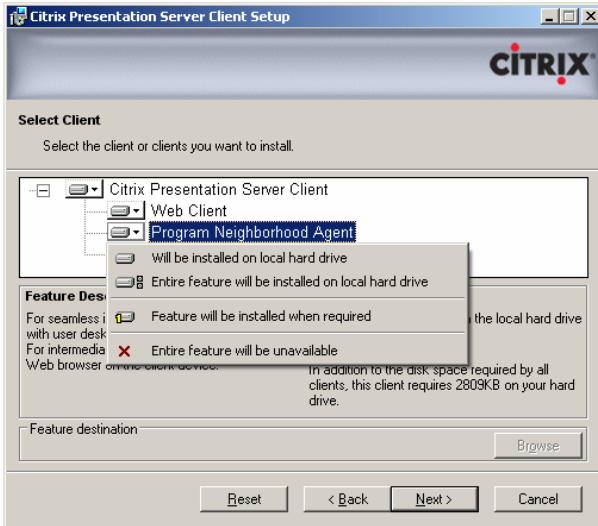 Citrix Presentation Server Client Setup
CITRIX
Select Client
Select the client or clients you want to install.
Citrix Presentation Server Client
Web Client
Program Neighborhood Agent
Will be installed on local hard drive
Entire feature will be installed on local hard drive
Feature will be installed when required
Entire feature will be unavailable
Feature Des
For seamless i
with user desk
For intermedia
Web browser on the client device.
the local hard drive
In addition to the disk space required by all
clients, this client requires 2809KB on your hard
drive.
Feature destination
Browse
Reset
< Back
Next >
Cancel